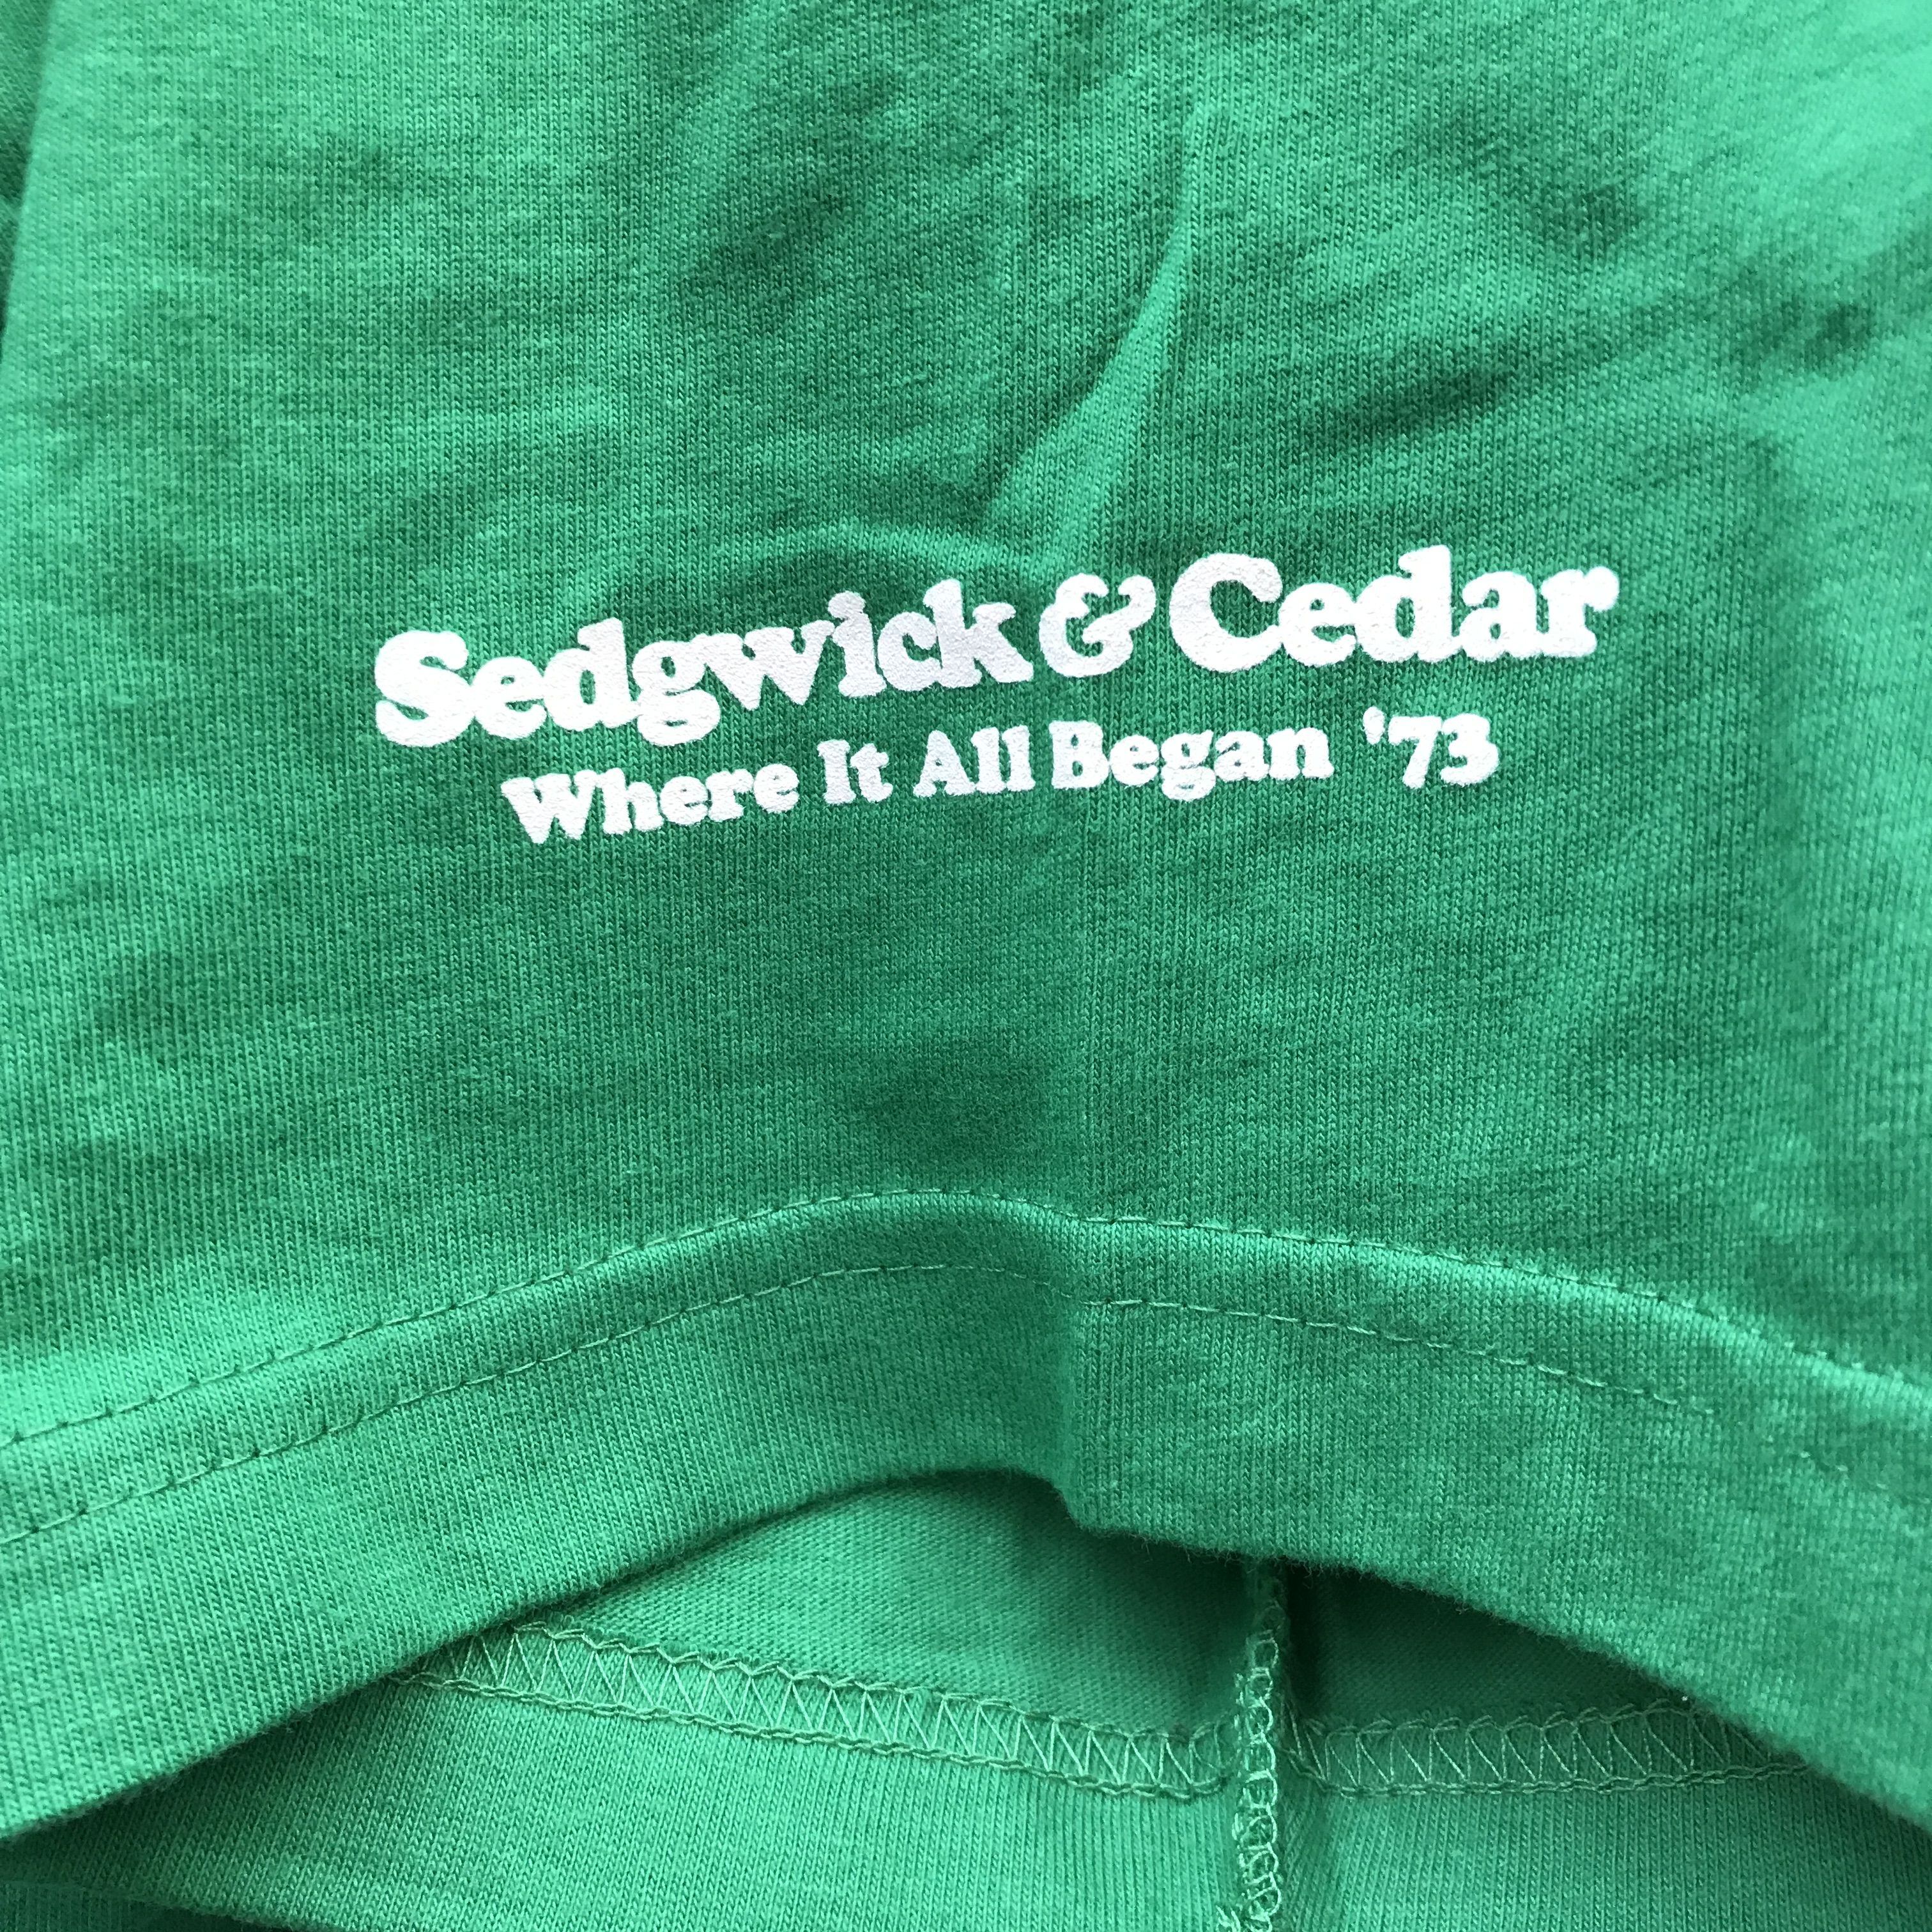 Sedgwick & Cedar
Where It All Began '73